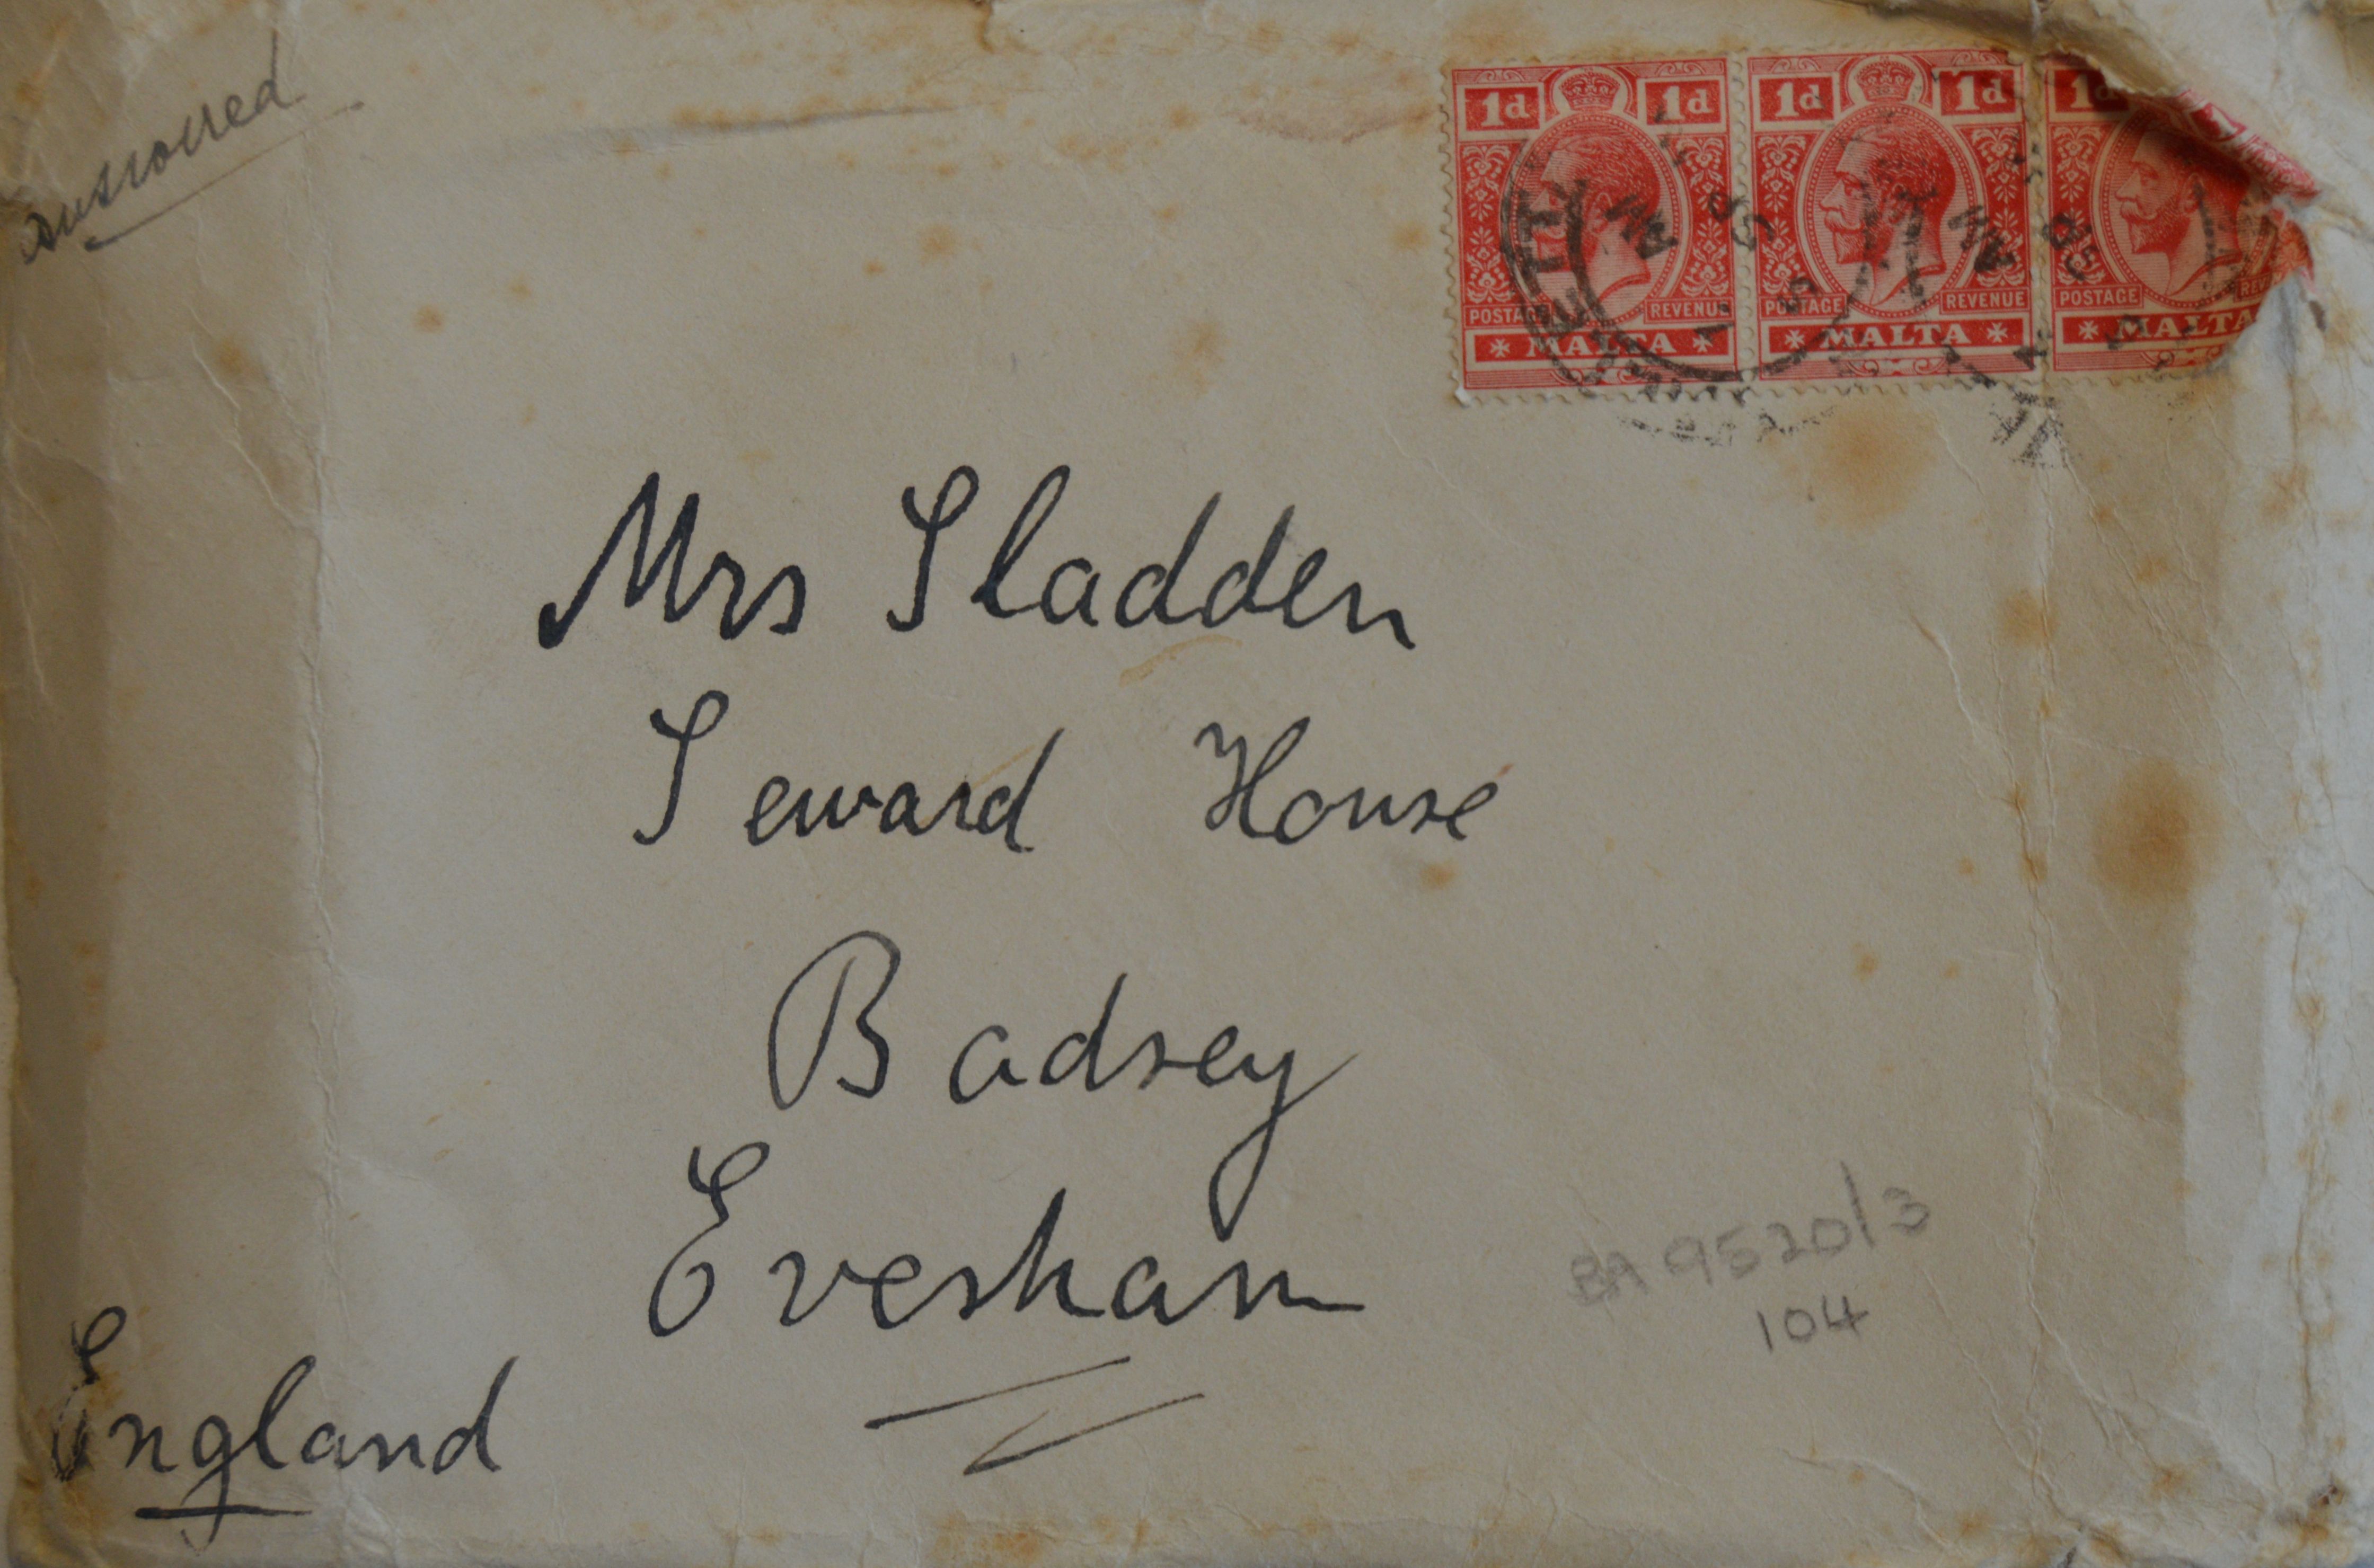 Answered
1d 1d 1d 1d 1d
POSTAGE REVENUE POSTAGE REVENUE POSTAGE
MALTA MALTA MALTA
Mrs Sladden
Seward House
Badsey
Evesham
England
BA 9520/3
104